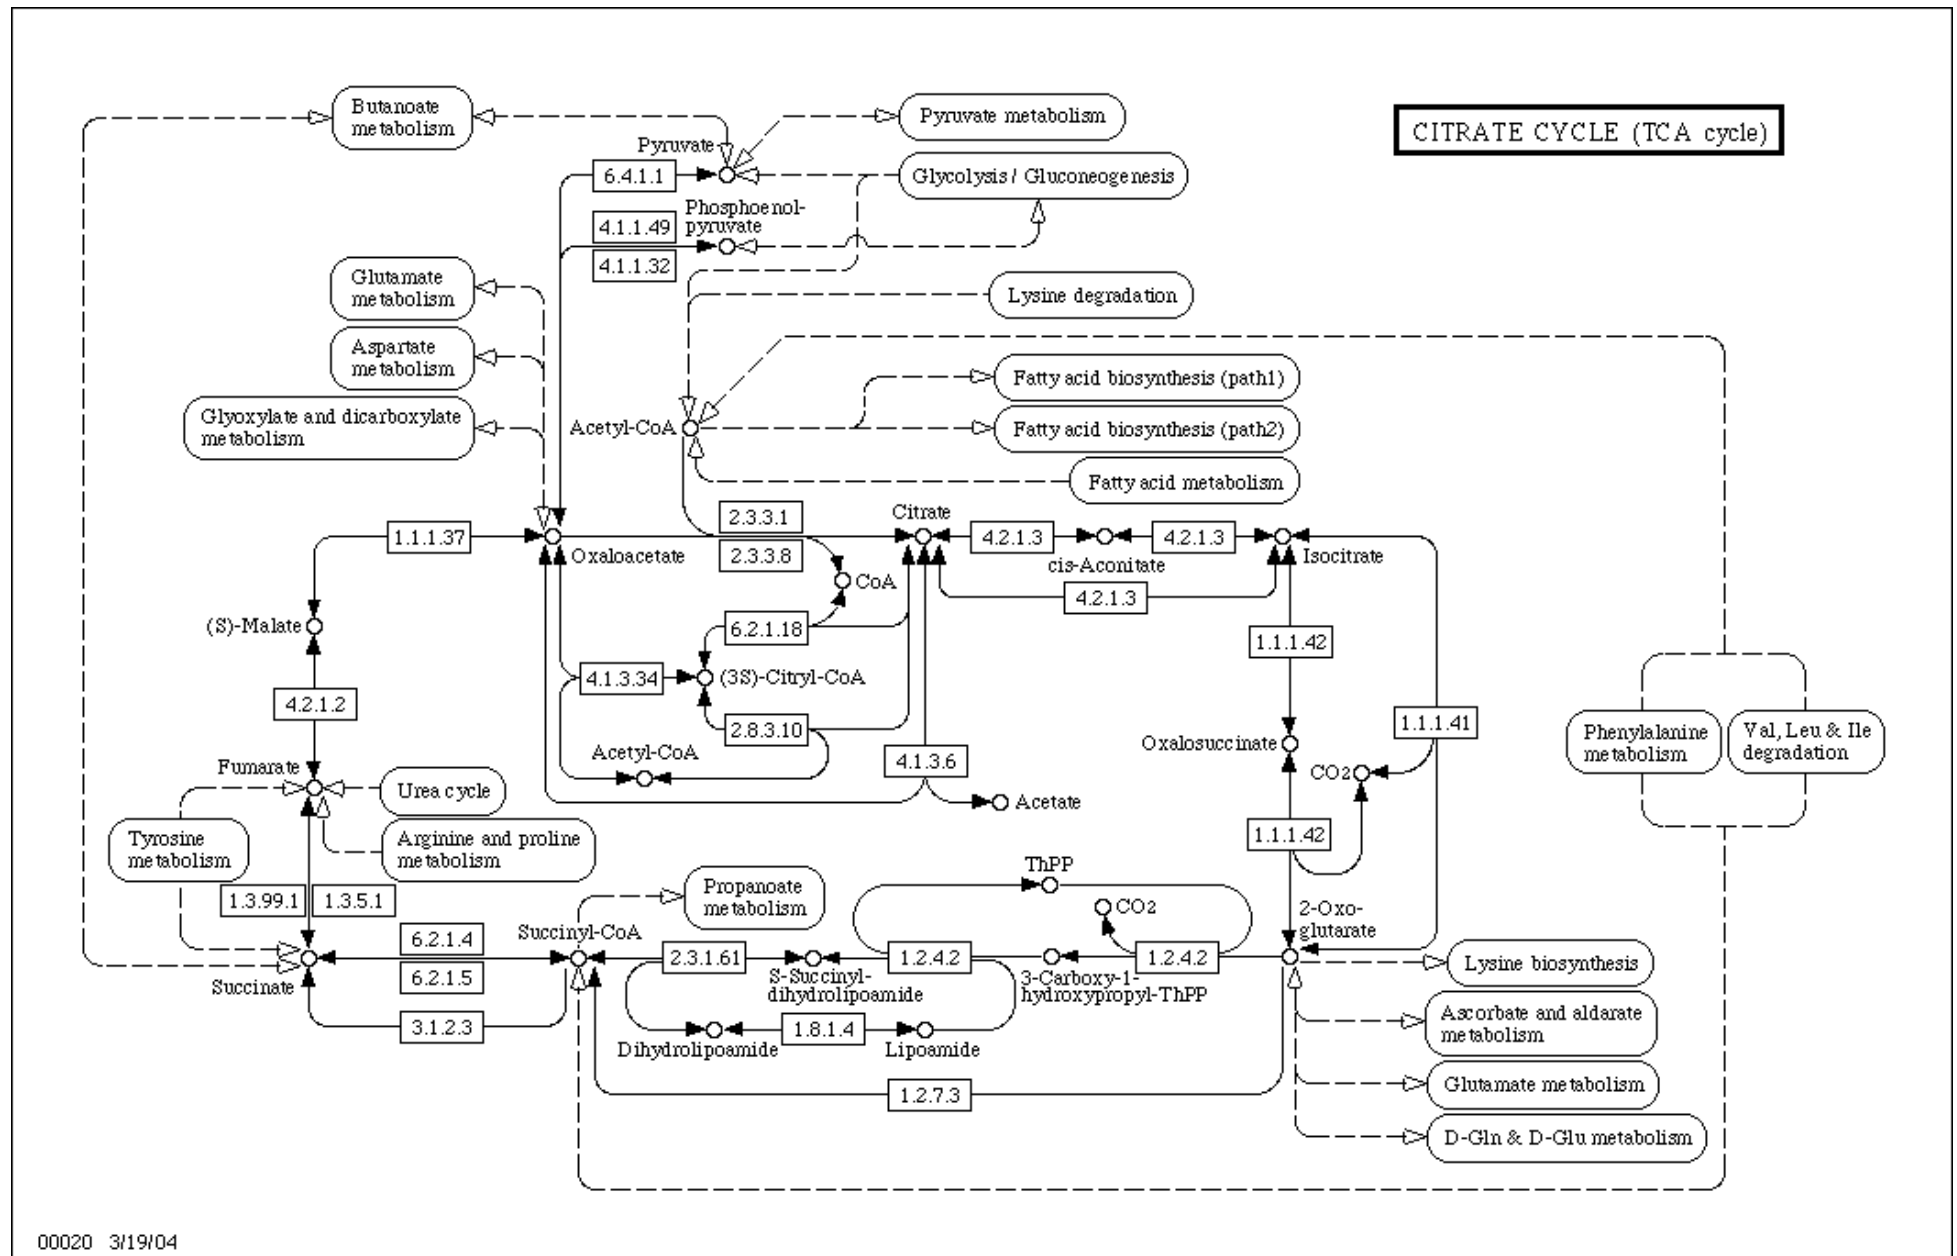 Butanoate
metabolism
Pyruvate metabolism
CITRATE CYCLE (TCA cycle)
Pyruvate
6.4.1.1
Glycolysis / Gluconeogenesis
Phosphoenol-
pyruvate
4.1.1.49
4.1.1.32
Glutamate
metabolism
Lysine degradation
Aspartate
metabolism
Fatty acid biosynthesis (path1)
Glyoxylate and dicarboxylate
metabolism
Acetyl-CoA
Fatty acid biosynthesis (path2)
Fatty acid metabolism
1.1.1.37
Oxaloacetate
2.3.3.1
2.3.3.8
Citrate
4.2.1.3
cis-Aconitate
4.2.1.3
Isocitrate
CoA
4.2.1.3
(S)-Malate
6.2.1.18
1.1.1.42
4.1.3.34
(3S)-Citryl-CoA
4.2.1.2
2.8.3.10
1.1.1.41
Phenylalanine
metabolism
Val, Leu & Ile
degradation
Acetyl-CoA
4.1.3.6
Oxalosuccinate
CO2
Fumarate
Urea cycle
Acetate
Tyrosine
metabolism
Arginine and proline
metabolism
1.1.1.42
ThPP
1.3.99.1
1.3.5.1
Propanoate
metabolism
CO2
2-Oxo-
glutarate
6.2.1.4
6.2.1.5
Succinyl-CoA
2.3.1.61
S-Succinyl-
dihydrolipoamide
1.2.4.2
3-Carboxy-1-
hydroxypropyl-ThPP
1.2.4.2
Lysine biosynthesis
Succinate
3.1.2.3
Dihydrolipoamide
1.8.1.4
Lipoamide
Ascorbate and aldarate
metabolism
1.2.7.3
Glutamate metabolism
D-Gln & D-Glu metabolism
00020 3/19/04